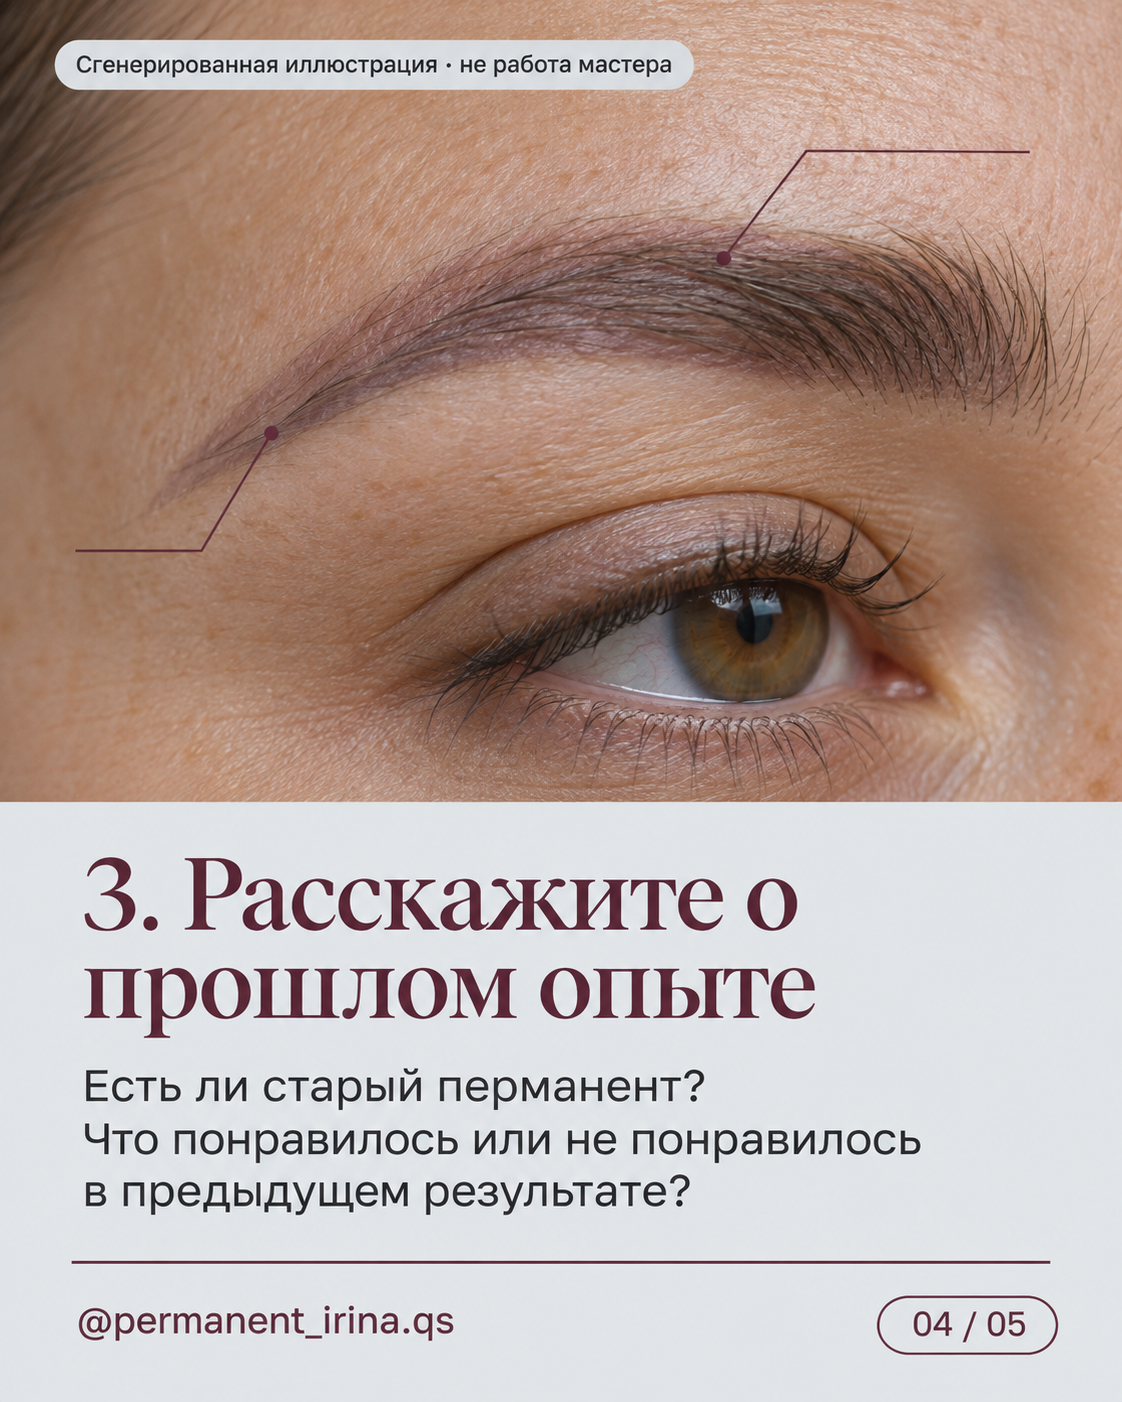 Сгенерированная иллюстрация · не работа мастера
3. Расскажите о
прошлом опыте
Есть ли старый перманент?
Что понравилось или не понравилось
в предыдущем результате?
@permanent_irina.qs
04 / 05